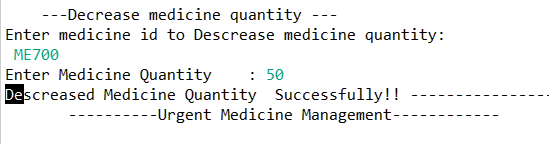 ---Decrease medicine quantity ---
Enter medicine id to Descrease medicine quantity:
ME700
Enter Medicine Quantity    : 50
Descreased Medicine Quantity  Successfully!! ----------------
----------Urgent Medicine Management------------